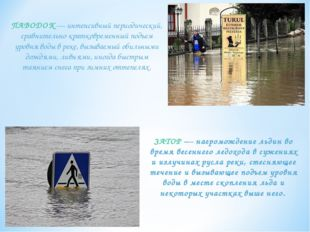 ПАВОДОК — интенсивный периодический,
сравнительно кратковременный подъем
уровня воды в реке, вызываемый обильными
дождями, ливнями, иногда быстрым
таянием снега при зимних оттепелях.
TURUL
ЗАТОР — нагромождение льдин во
время весеннего ледохода в сужениях
и излучинах русла реки, стесняющее
течение и вызывающее подъем уровня
воды в месте скопления льда и
некоторых участках выше него.